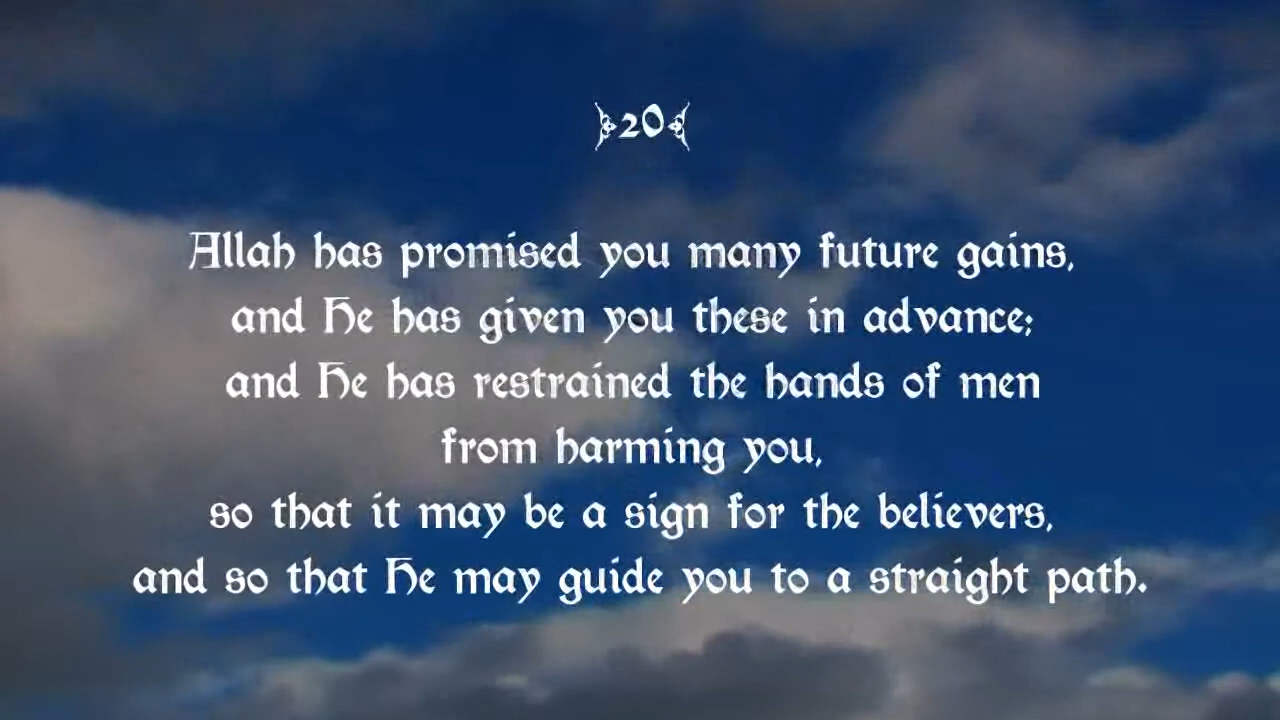 20
Allah has promised you many future gains,
and He has given you these in advance;
and He has restrained the hands of men
from harming you,
so that it may be a sign for the believers,
and so that He may guide you to a straight path.